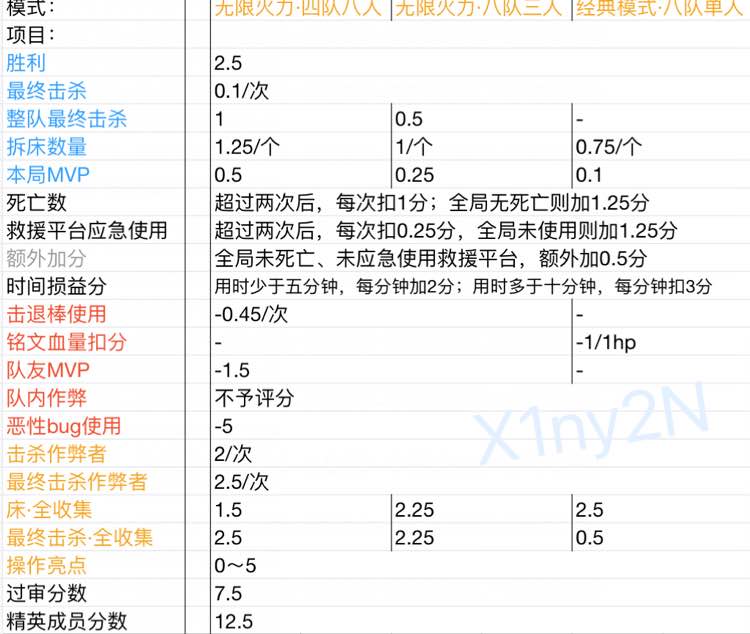 模式： 无限火力·四队八人 无限火力·八队三人 经典模式·八队单人
项目：
胜利 2.5
最终击杀 0.1/次
整队最终击杀 1 0.5 -
拆床数量 1.25/个 1/个 0.75/个
本局MVP 0.5 0.25 0.1
死亡数 超过两次后，每次扣1分；全局无死亡则加1.25分
救援平台应急使用 超过两次后，每次扣0.25分，全局未使用则加1.25分
额外加分 全局未死亡、未应急使用救援平台，额外加0.5分
时间损益分 用时少于五分钟，每分钟加2分；用时多于十分钟，每分钟扣3分
击退棒使用 -0.45/次 -
铭文血量扣分 - -1/1hp
队友MVP -1.5 -
队内作弊 不予评分
恶性bug使用 -5
击杀作弊者 2/次
最终击杀作弊者 2.5/次
床·全收集 1.5 2.25 2.5
最终击杀·全收集 2.5 2.25 0.5
操作亮点 0～5
过审分数 7.5
精英成员分数 12.5
X1ny2N